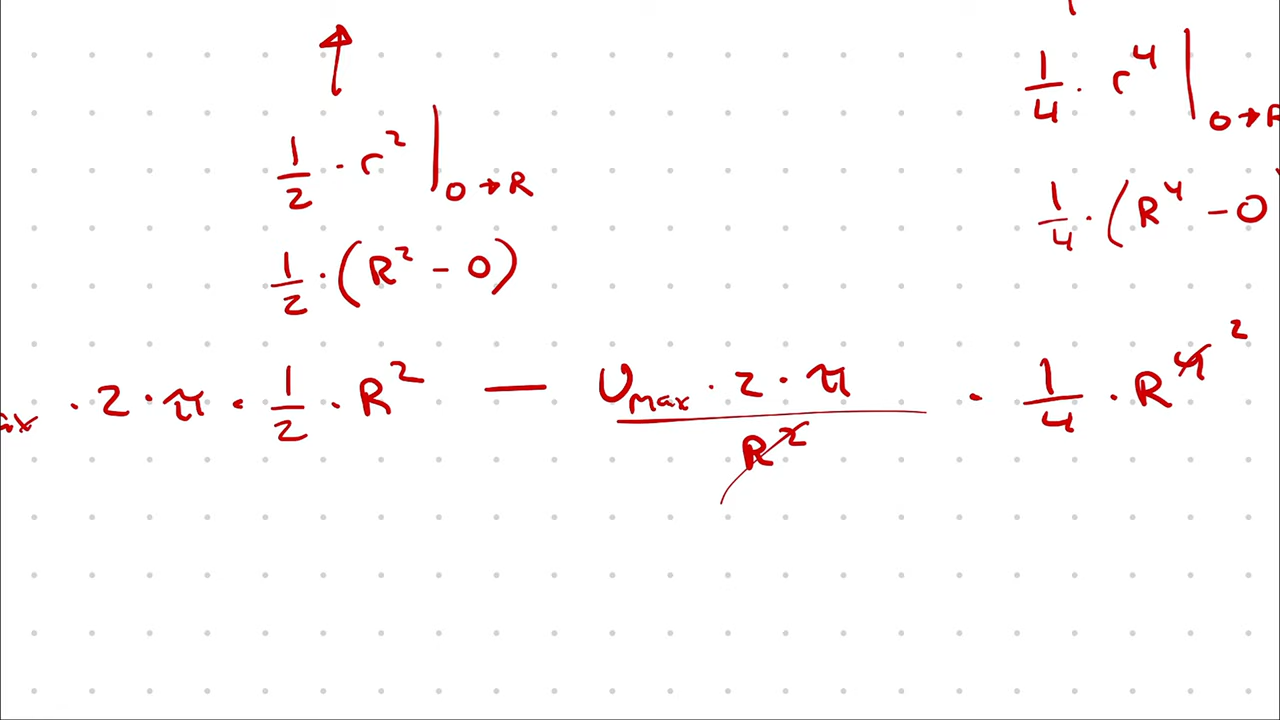 1/2 · r² |₀→R
1/4 · r⁴ |₀→R
1/2 · (R² - 0)
1/4 · (R⁴ - 0
· 2 · π · 1/2 · R² — Umax · 2 · π / R² · 1/4 · R⁴ ²